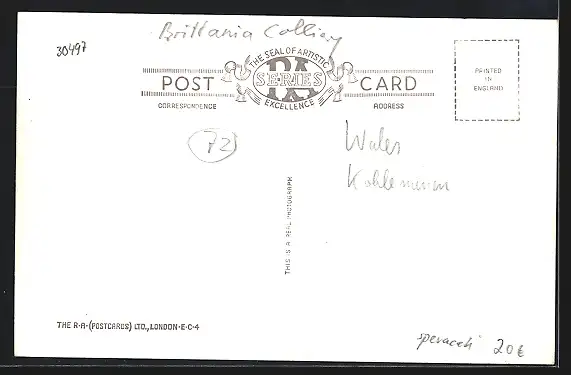 Brittania Colliery
30497
THE SEAL OF ARTISTIC
RA
SERIES
EXCELLENCE
POST CARD
CORRESPONDENCE ADDRESS
PRINTED
IN
ENGLAND
72
Wales
Kohleminen
THIS IS A REAL PHOTOGRAPH
THE R·A·(POSTCARDS) LTD., LONDON·E·C·4
20€